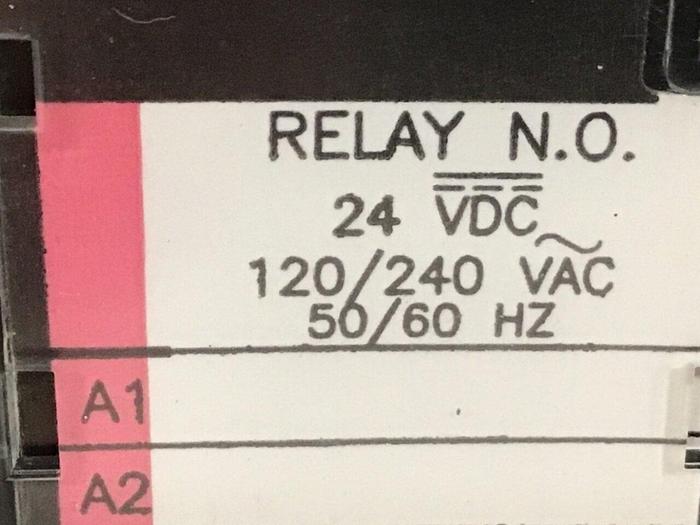 RELAY N.O.
24 VDC
120/240 VAC
50/60 HZ
A1
A2